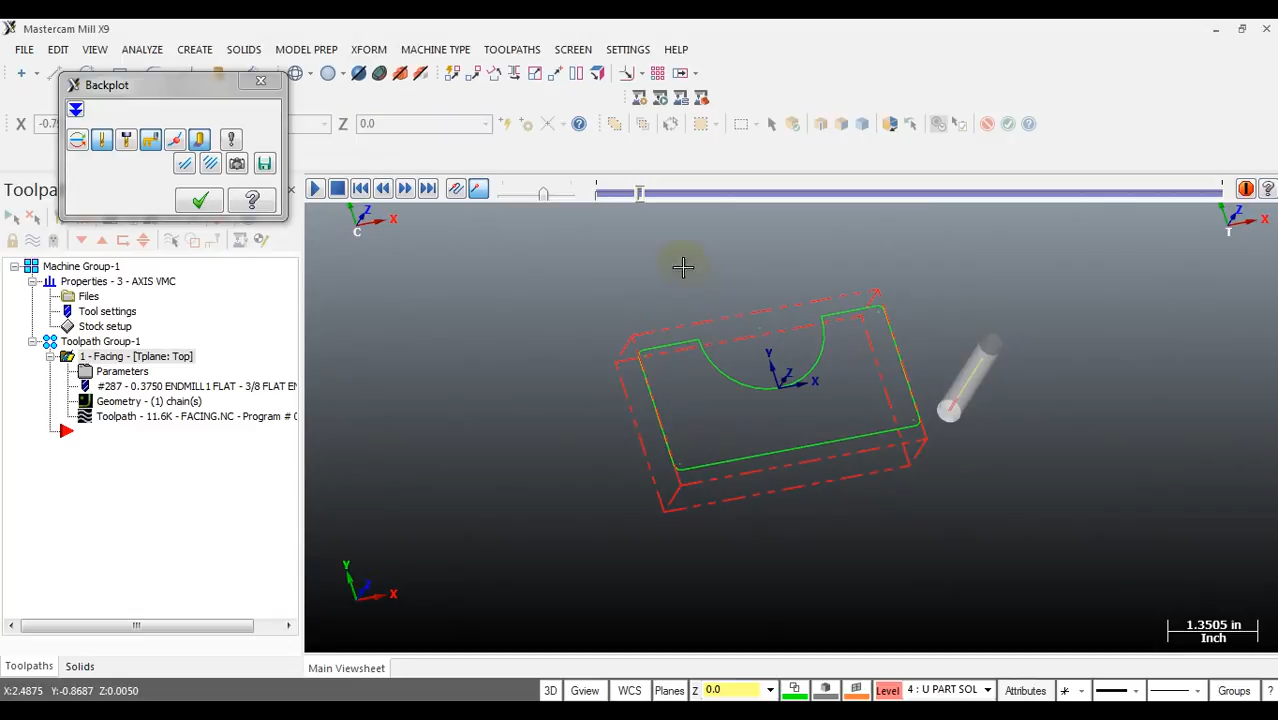 Mastercam Mill X9
FILE EDIT VIEW ANALYZE CREATE SOLIDS MODEL PREP XFORM MACHINE TYPE TOOLPATHS SCREEN SETTINGS HELP
Backplot
X -0.7 Z 0.0
Toolpa
Z X C
Z X T
Machine Group-1
Properties - 3 - AXIS VMC
Files
Tool settings
Stock setup
Toolpath Group-1
1 - Facing - [Tplane: Top]
Parameters
#287 - 0.3750 ENDMILL1 FLAT - 3/8 FLAT EN
Geometry - (1) chain(s)
Toolpath - 11.6K - FACING.NC - Program #
Y Z X
Y Z X
1.3505 in
Inch
Toolpaths Solids
Main Viewsheet
X:2.4875 Y:-0.8687 Z:0.0050
3D Gview WCS Planes Z 0.0 Level 4 : U PART SOL Attributes Groups ?